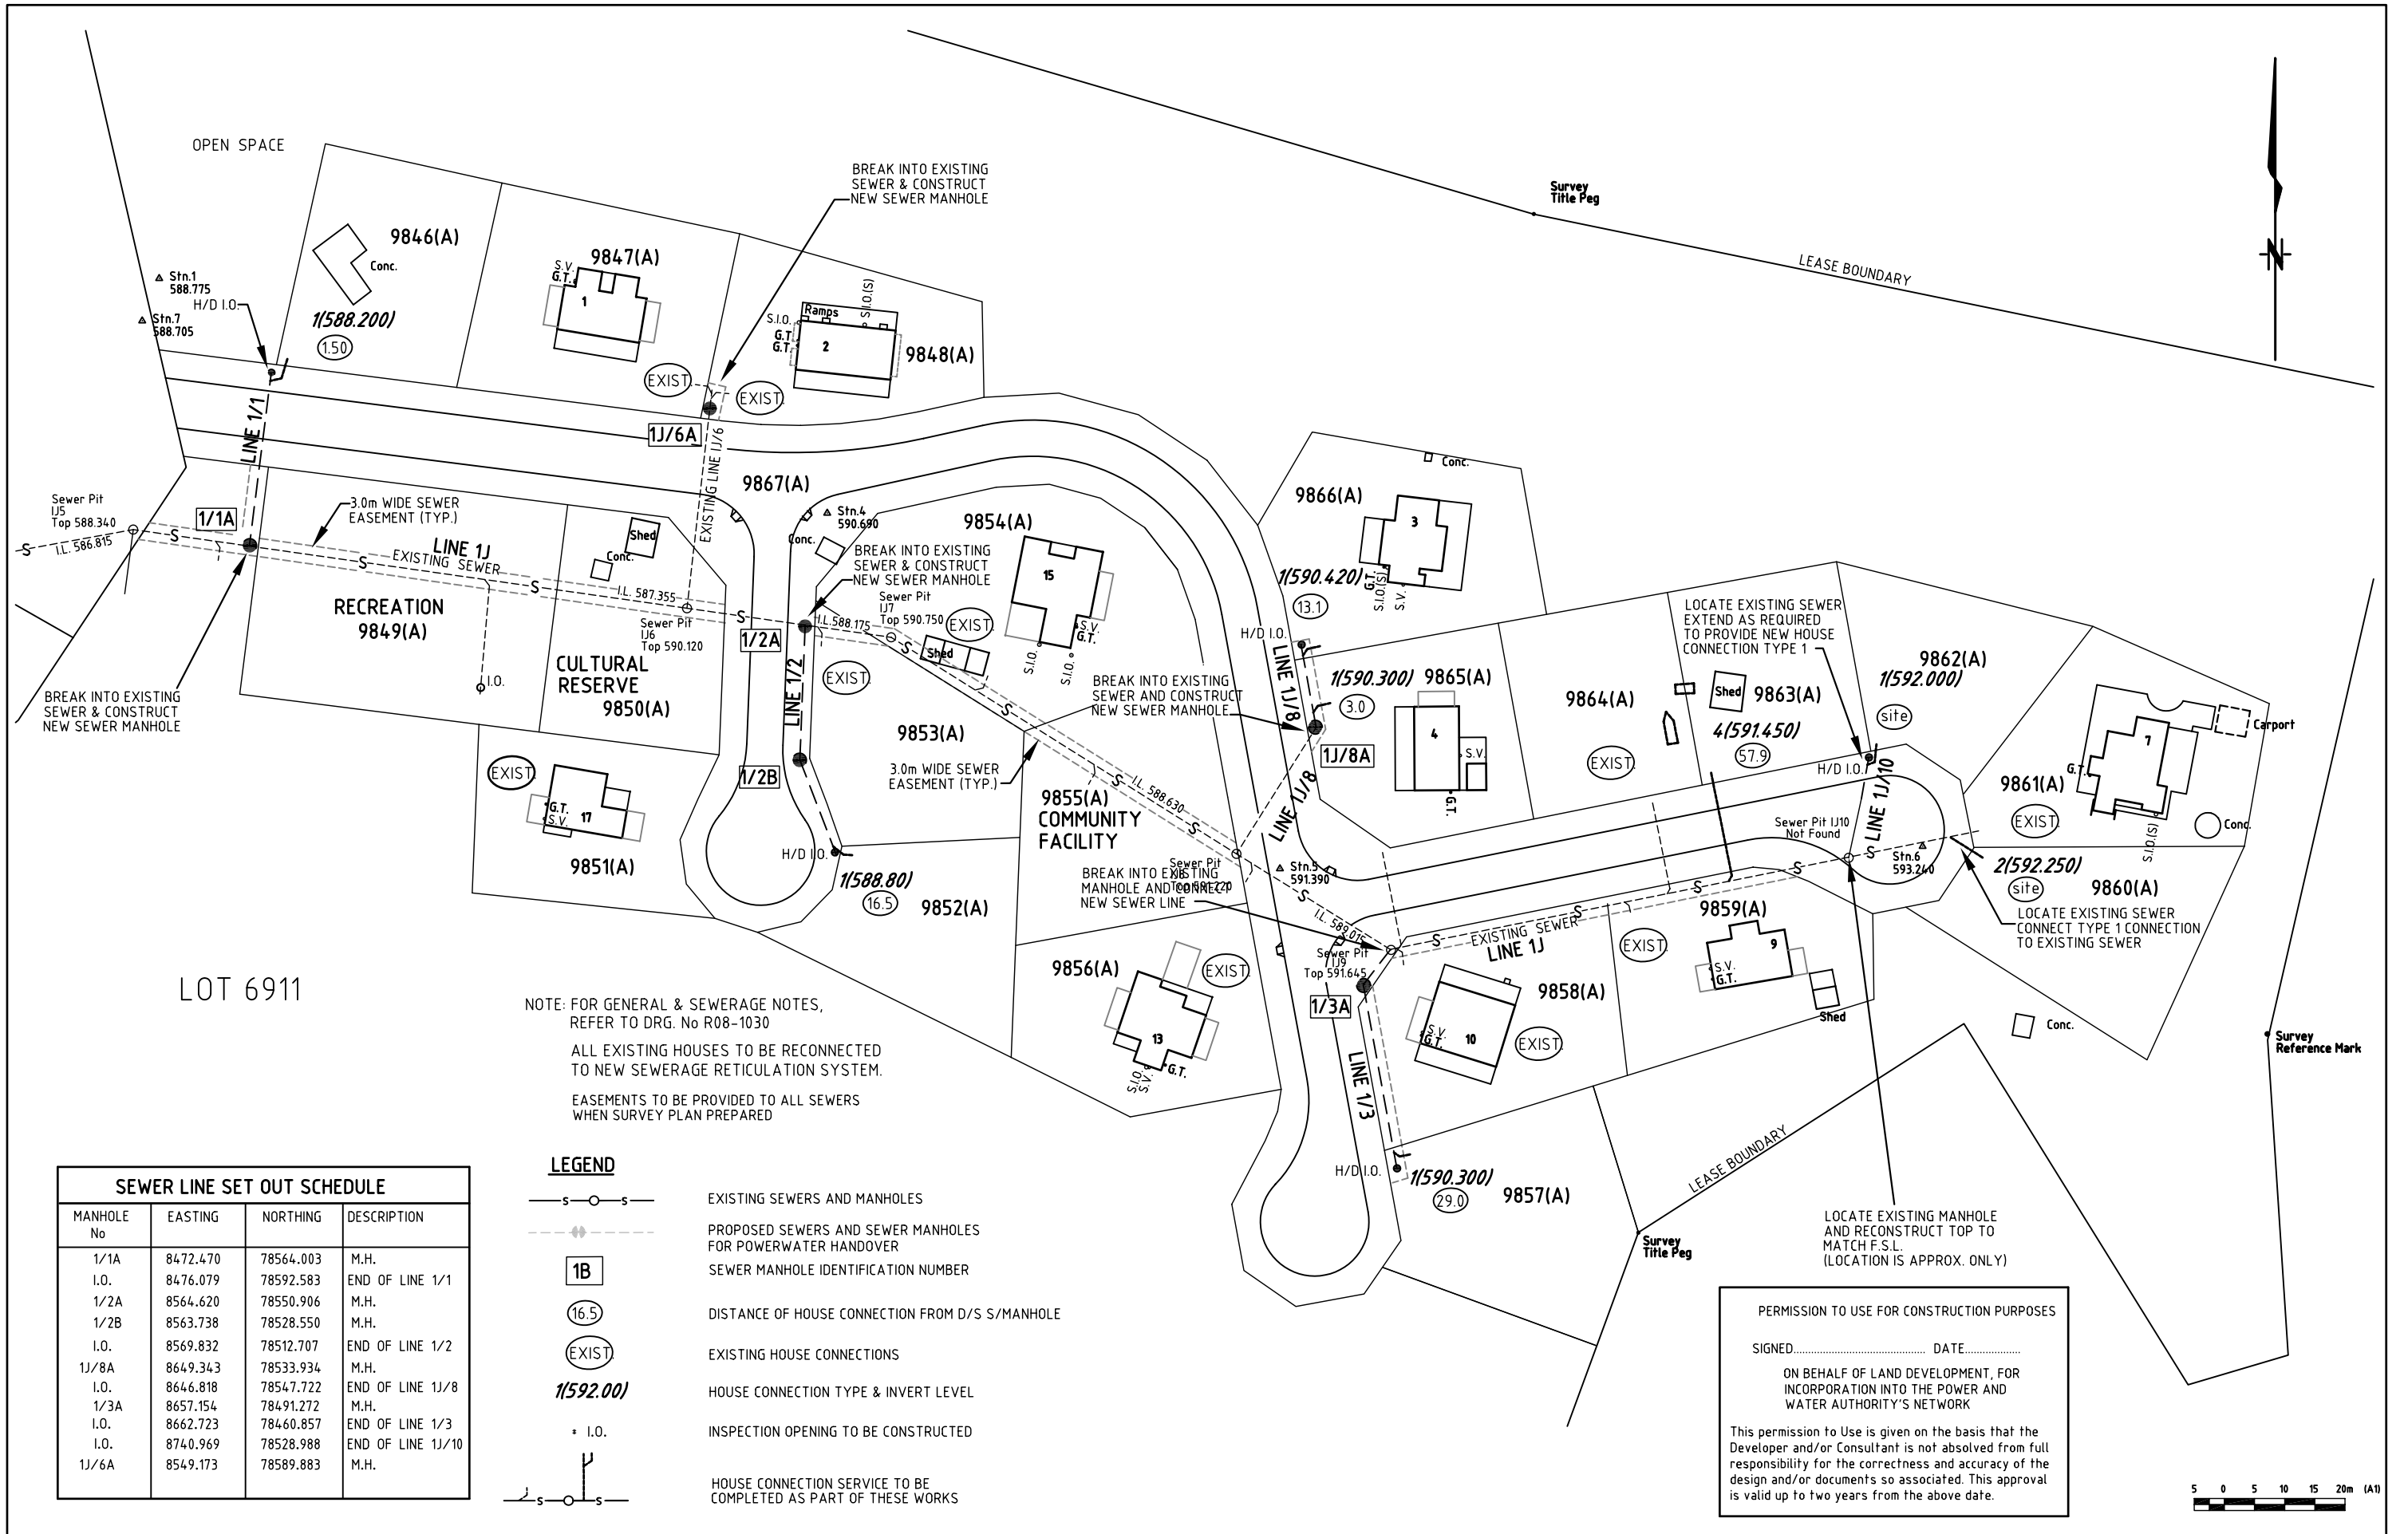 OPEN SPACE
BREAK INTO EXISTING
SEWER & CONSTRUCT
NEW SEWER MANHOLE
Survey
Title Peg
LEASE BOUNDARY
N
9846(A)
Conc.
Stn.1
588.775
H/D I.O.
Stn.7
588.705
1(588.200)
1.50
9847(A)
S.V.
G.T.
1
S.I.O.(S)
Ramps
S.I.O.
G.T.
G.T.
2
9848(A)
EXIST.
EXIST.
1J/6A
LINE 1/1
EXISTING LINE 1J/6
9867(A)
Sewer Pit
IJ5
Top 588.340
I.L. 586.815
S
S
1/1A
3.0m WIDE SEWER
EASEMENT (TYP.)
LINE 1J
EXISTING SEWER
S
S
Shed
Conc.
I.L. 587.355
S
RECREATION
9849(A)
I.O.
BREAK INTO EXISTING
SEWER & CONSTRUCT
NEW SEWER MANHOLE
CULTURAL
RESERVE
9850(A)
Sewer Pit
IJ6
Top 590.120
Stn.4
590.690
Conc.
BREAK INTO EXISTING
SEWER & CONSTRUCT
NEW SEWER MANHOLE
Sewer Pit
IJ7
Top 590.750
EXIST.
I.L.588.175
1/2A
S
Shed
9854(A)
15
S.V.
G.T.
S.I.O.
S.I.O.
LINE 1/2
EXIST.
1/2B
S
9853(A)
3.0m WIDE SEWER
EASEMENT (TYP.)
EXIST.
G.T.
S.V.
17
9851(A)
H/D I.O.
1(588.80)
16.5
9852(A)
BREAK INTO EXISTING
SEWER AND CONSTRUCT
NEW SEWER MANHOLE
S
I.L. 588.630
S
9855(A)
COMMUNITY
FACILITY
9866(A)
Conc.
3
G.T.
S.I.O.(S)
S.V.
1(590.420)
13.1
H/D I.O.
LINE 1J/8
1(590.300)
3.0
9865(A)
1J/8A
4
S.V.
G.T.
LINE 1J/8
9864(A)
EXIST.
LOCATE EXISTING SEWER
EXTEND AS REQUIRED
TO PROVIDE NEW HOUSE
CONNECTION TYPE 1
Shed
9863(A)
4(591.450)
57.9
9862(A)
1(592.000)
site
H/D I.O.
LINE 1J/10
7
Carport
G.T.
9861(A)
EXIST.
S.I.O.(S)
Conc.
Sewer Pit IJ10
Not Found
S
S
Stn.6
593.240
2(592.250)
site
9860(A)
LOCATE EXISTING SEWER
CONNECT TYPE 1 CONNECTION
TO EXISTING SEWER
BREAK INTO EXISTING
MANHOLE AND CONNECT
NEW SEWER LINE
Sewer Pit
IJ8
Top 591.220
Stn.5
591.390
S
I.L. 589.015
S
EXISTING SEWER
S
LINE 1J
S
Sewer Pit
IJ9
Top 591.645
1/3A
LINE 1/3
9856(A)
EXIST.
13
S.I.O.
S.V.
G.T.
9858(A)
S.V.
G.T.
10
EXIST.
EXIST.
9859(A)
9
S.V.
G.T.
Shed
Conc.
Survey
Reference Mark
H/D I.O.
1(590.300)
29.0
9857(A)
Survey
Title Peg
LEASE BOUNDARY
LOCATE EXISTING MANHOLE
AND RECONSTRUCT TOP TO
MATCH F.S.L.
(LOCATION IS APPROX. ONLY)
LOT 6911
NOTE: FOR GENERAL & SEWERAGE NOTES,
REFER TO DRG. No R08-1030
ALL EXISTING HOUSES TO BE RECONNECTED
TO NEW SEWERAGE RETICULATION SYSTEM.
EASEMENTS TO BE PROVIDED TO ALL SEWERS
WHEN SURVEY PLAN PREPARED
SEWER LINE SET OUT SCHEDULE
MANHOLE No EASTING NORTHING DESCRIPTION
1/1A 8472.470 78564.003 M.H.
I.O. 8476.079 78592.583 END OF LINE 1/1
1/2A 8564.620 78550.906 M.H.
1/2B 8563.738 78528.550 M.H.
I.O. 8569.832 78512.707 END OF LINE 1/2
1J/8A 8649.343 78533.934 M.H.
I.O. 8646.818 78547.722 END OF LINE 1J/8
1/3A 8657.154 78491.272 M.H.
I.O. 8662.723 78460.857 END OF LINE 1/3
I.O. 8740.969 78528.988 END OF LINE 1J/10
1J/6A 8549.173 78589.883 M.H.
LEGEND
S S EXISTING SEWERS AND MANHOLES
PROPOSED SEWERS AND SEWER MANHOLES
FOR POWERWATER HANDOVER
1B SEWER MANHOLE IDENTIFICATION NUMBER
16.5 DISTANCE OF HOUSE CONNECTION FROM D/S S/MANHOLE
EXIST. EXISTING HOUSE CONNECTIONS
1(592.00) HOUSE CONNECTION TYPE & INVERT LEVEL
I.O. INSPECTION OPENING TO BE CONSTRUCTED
S S HOUSE CONNECTION SERVICE TO BE
COMPLETED AS PART OF THESE WORKS
PERMISSION TO USE FOR CONSTRUCTION PURPOSES
SIGNED............................................. DATE...................
ON BEHALF OF LAND DEVELOPMENT, FOR
INCORPORATION INTO THE POWER AND
WATER AUTHORITY'S NETWORK
This permission to Use is given on the basis that the
Developer and/or Consultant is not absolved from full
responsibility for the correctness and accuracy of the
design and/or documents so associated. This approval
is valid up to two years from the above date.
5 0 5 10 15 20m (A1)